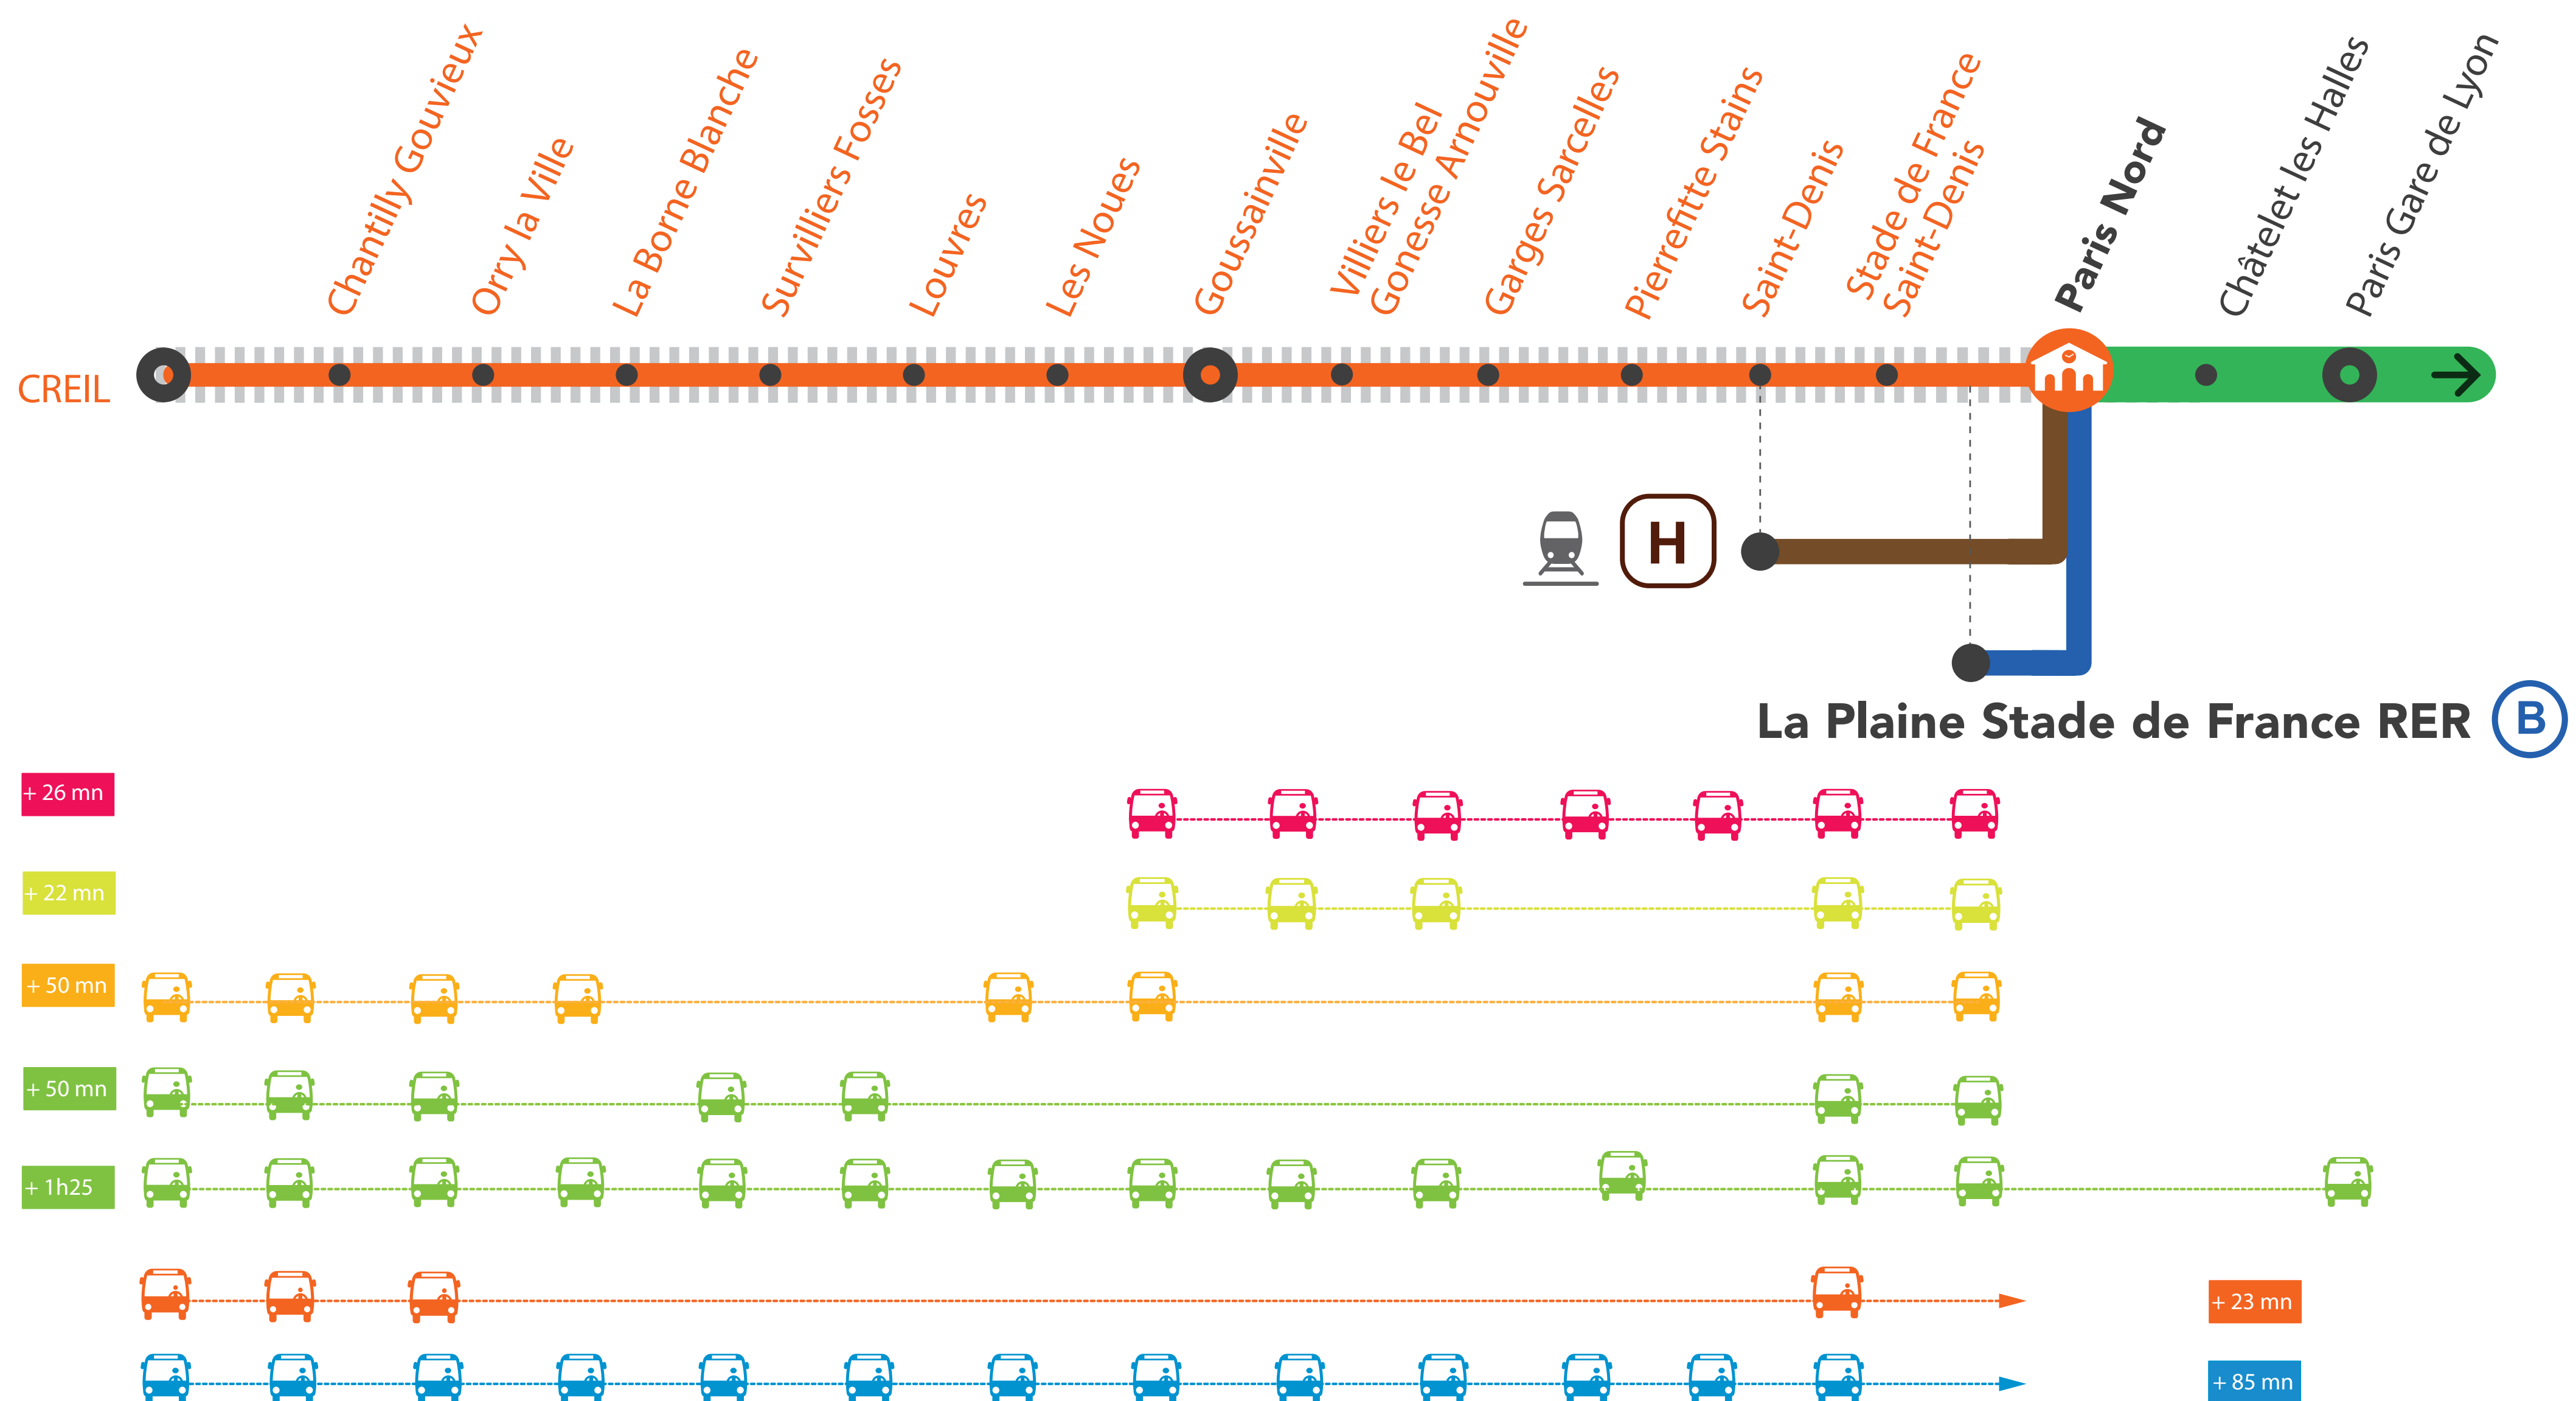 Chantilly Gouvieux
Orry la Ville
La Borne Blanche
Survilliers Fosses
Louvres
Les Noues
Goussainville
Villiers le Bel
Gonesse Arnouville
Garges Sarcelles
Pierrefitte Stains
Saint-Denis
Stade de France
Saint-Denis
Paris Nord
Châtelet les Halles
Paris Gare de Lyon
CREIL
H
La Plaine Stade de France RER B
+ 26 mn
+ 22 mn
+ 50 mn
+ 50 mn
+ 1h25
+ 23 mn
+ 85 mn